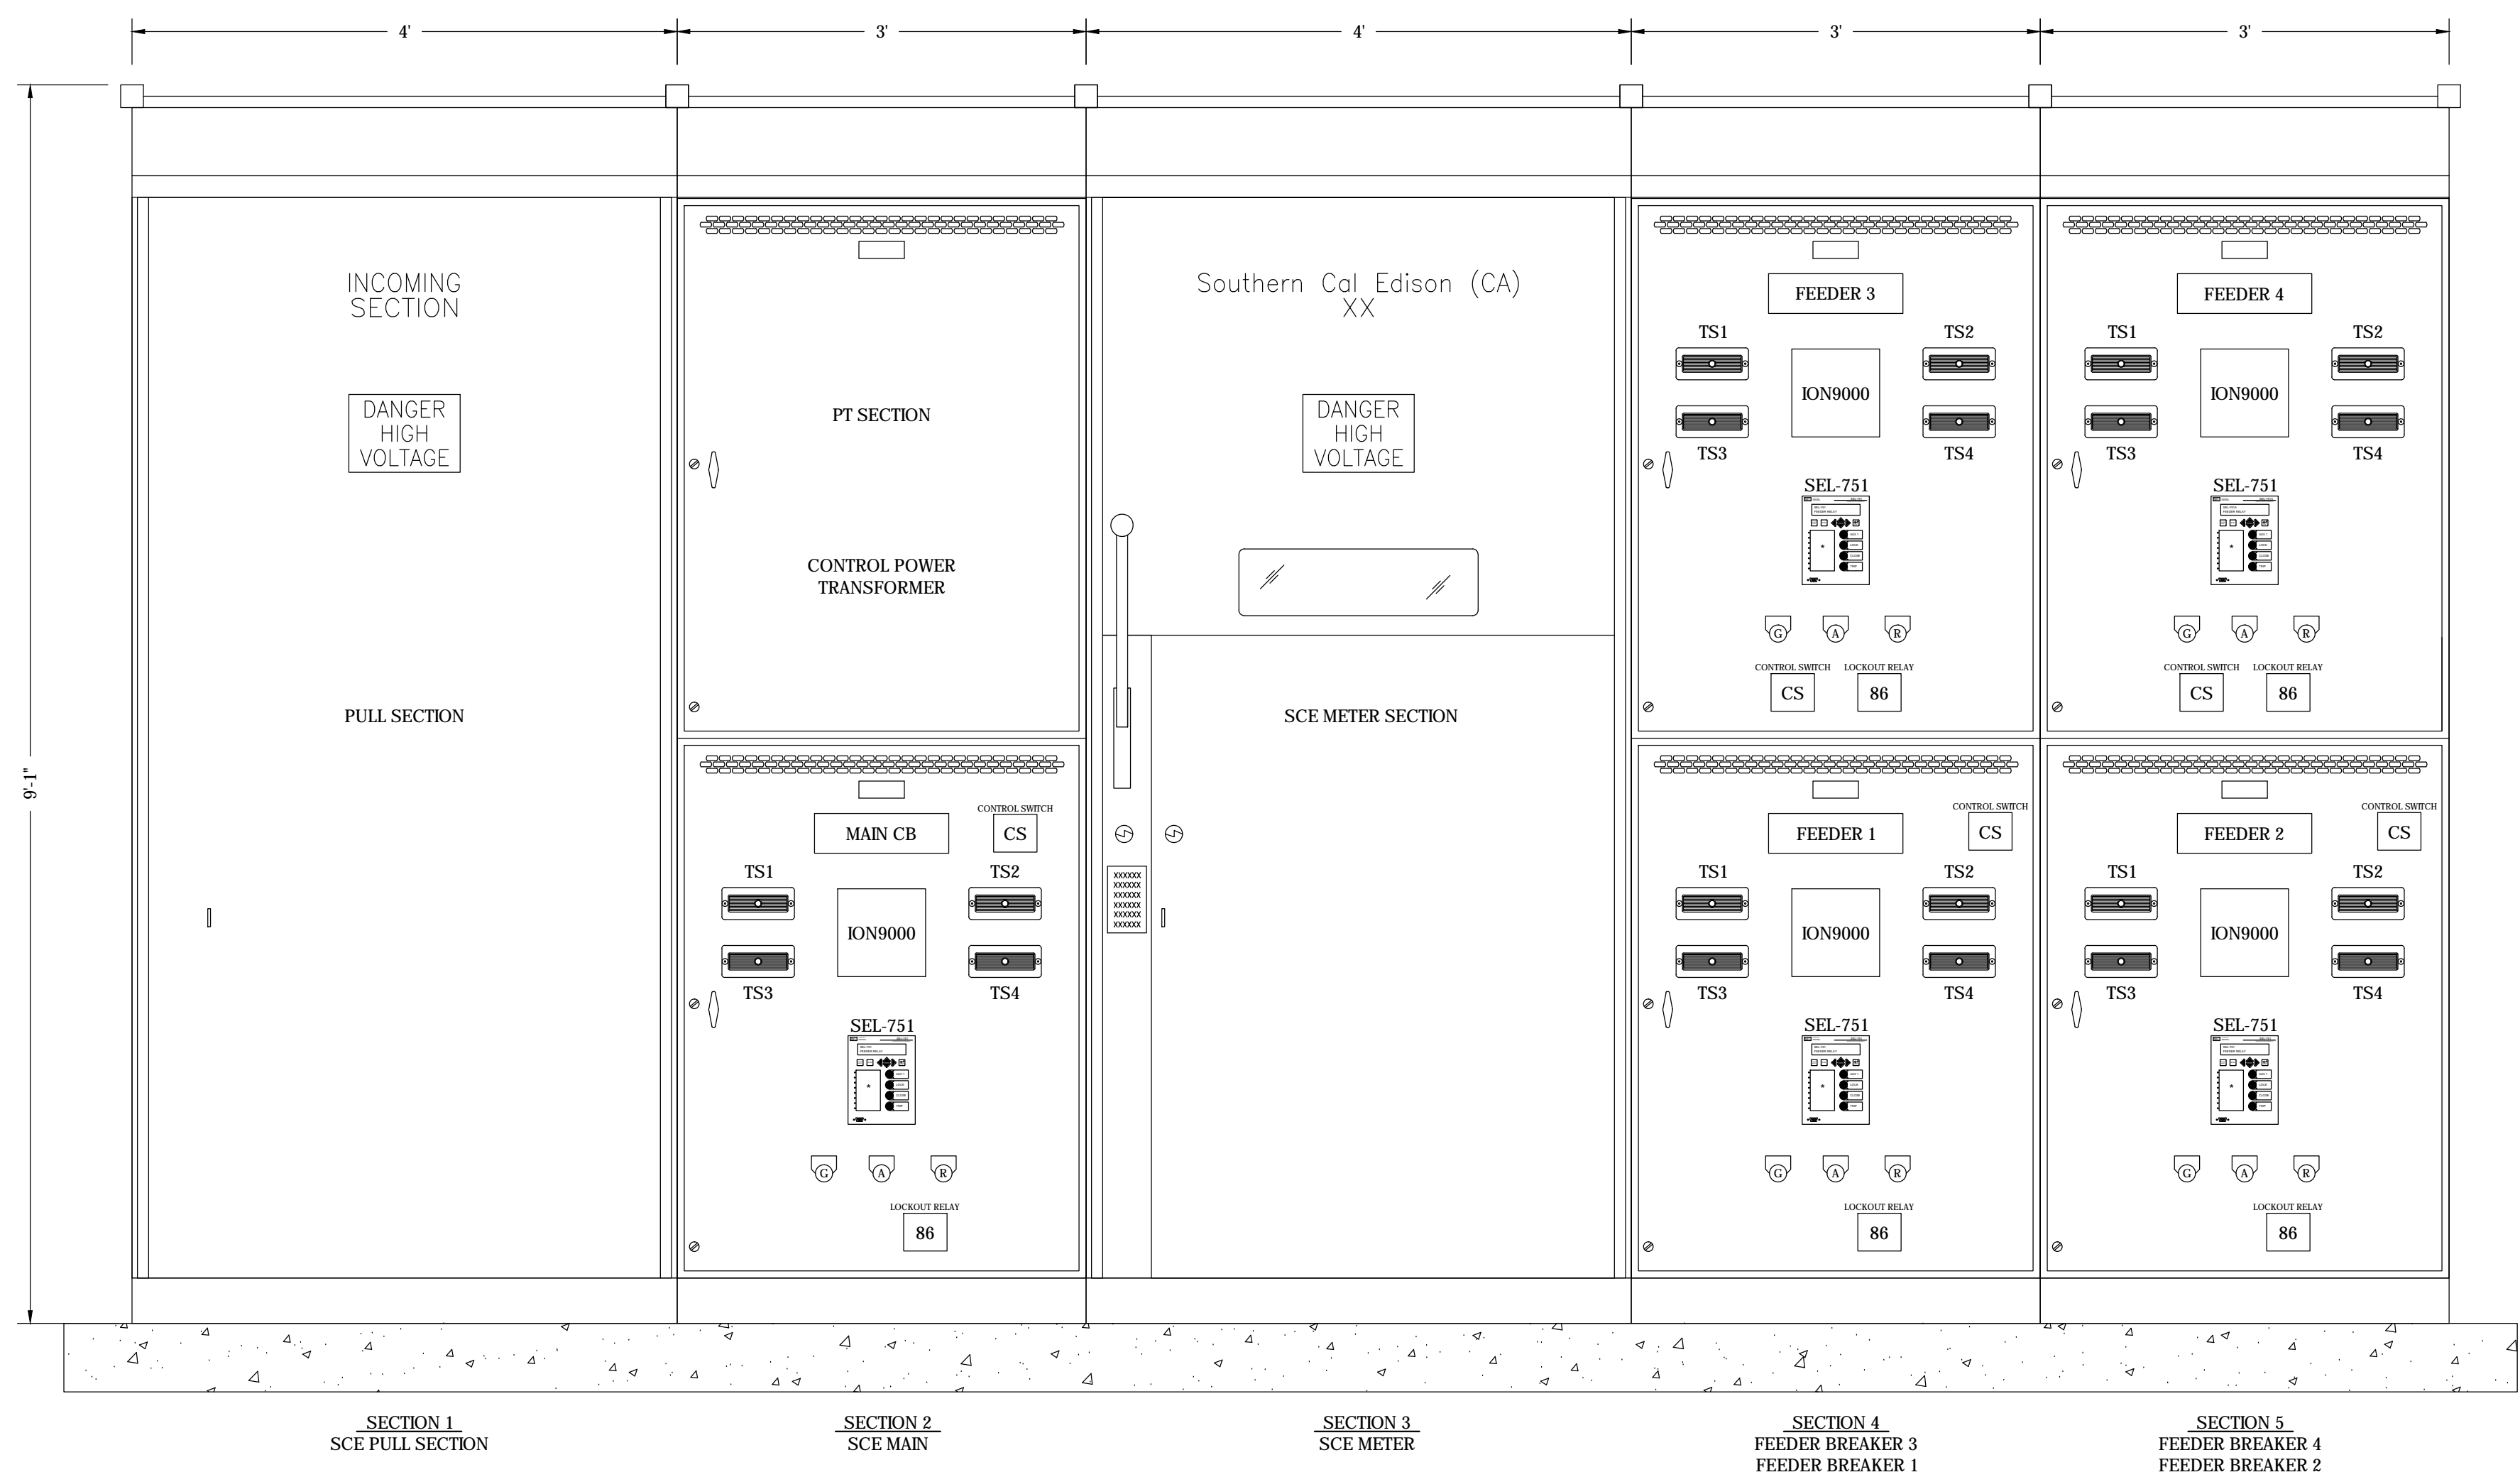 4'
3'
4'
3'
3'
9'-1"
INCOMING
SECTION
DANGER
HIGH
VOLTAGE
PULL SECTION
PT SECTION
CONTROL POWER
TRANSFORMER
MAIN CB
CONTROL SWITCH
CS
TS1
TS2
ION9000
TS3
TS4
SEL-751
G
A
R
LOCKOUT RELAY
86
Southern Cal Edison (CA)
XX
DANGER
HIGH
VOLTAGE
SCE METER SECTION
XXXXXX
XXXXXX
XXXXXX
XXXXXX
XXXXXX
XXXXXX
FEEDER 3
TS1
TS2
ION9000
TS3
TS4
SEL-751
G
A
R
CONTROL SWITCH
LOCKOUT RELAY
CS
86
FEEDER 1
CONTROL SWITCH
CS
TS1
TS2
ION9000
TS3
TS4
SEL-751
G
A
R
LOCKOUT RELAY
86
FEEDER 4
TS1
TS2
ION9000
TS3
TS4
SEL-751
G
A
R
CONTROL SWITCH
LOCKOUT RELAY
CS
86
FEEDER 2
CONTROL SWITCH
CS
TS1
TS2
ION9000
TS3
TS4
SEL-751
G
A
R
LOCKOUT RELAY
86
SECTION 1
SCE PULL SECTION
SECTION 2
SCE MAIN
SECTION 3
SCE METER
SECTION 4
FEEDER BREAKER 3
FEEDER BREAKER 1
SECTION 5
FEEDER BREAKER 4
FEEDER BREAKER 2